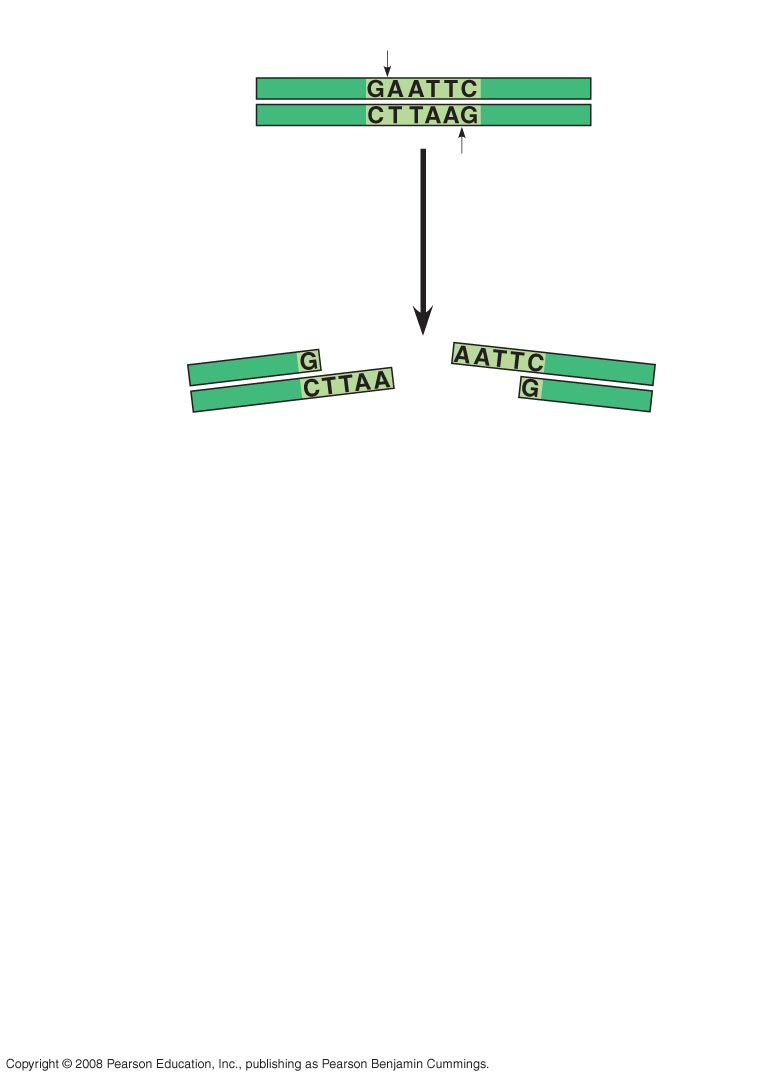 GAATTC
CTTAAG
G
CTTAA
AATTC
G
Copyright © 2008 Pearson Education, Inc., publishing as Pearson Benjamin Cummings.